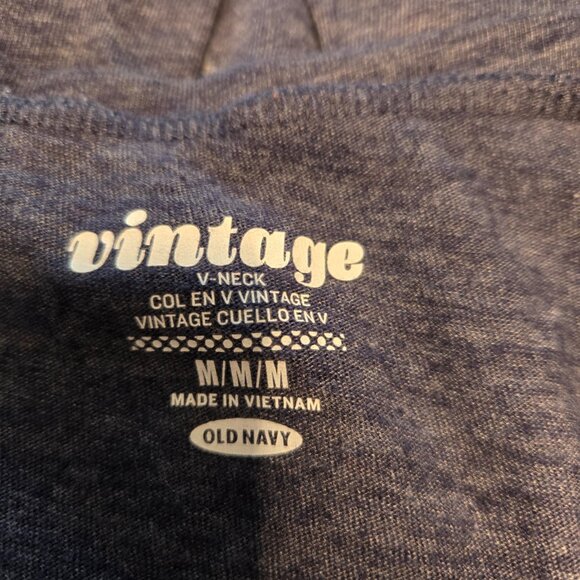 vintage
V-NECK
COL EN V VINTAGE
VINTAGE CUELLO EN V
M/M/M
MADE IN VIETNAM
OLD NAVY